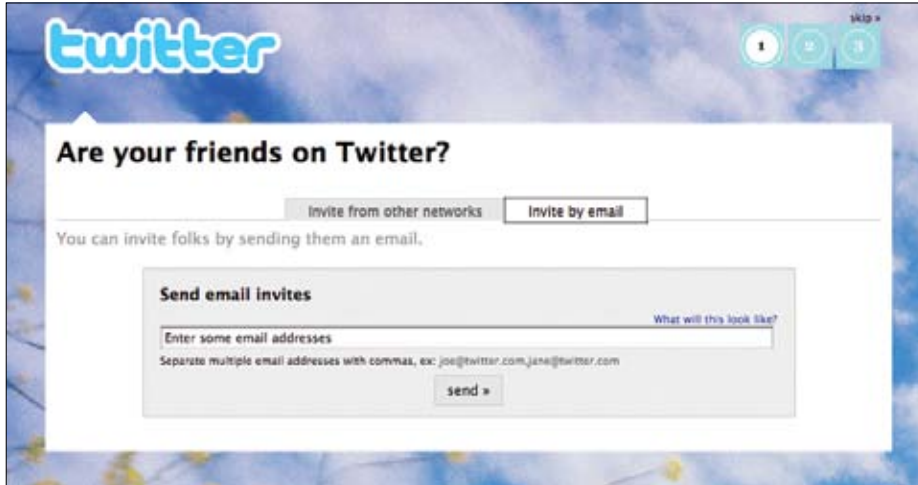 skip »
twitter
1 2 3
Are your friends on Twitter?
Invite from other networks Invite by email
You can invite folks by sending them an email.
Send email invites
What will this look like?
Enter some email addresses
Separate multiple email addresses with commas, ex: joe@twitter.com,jane@twitter.com
send »